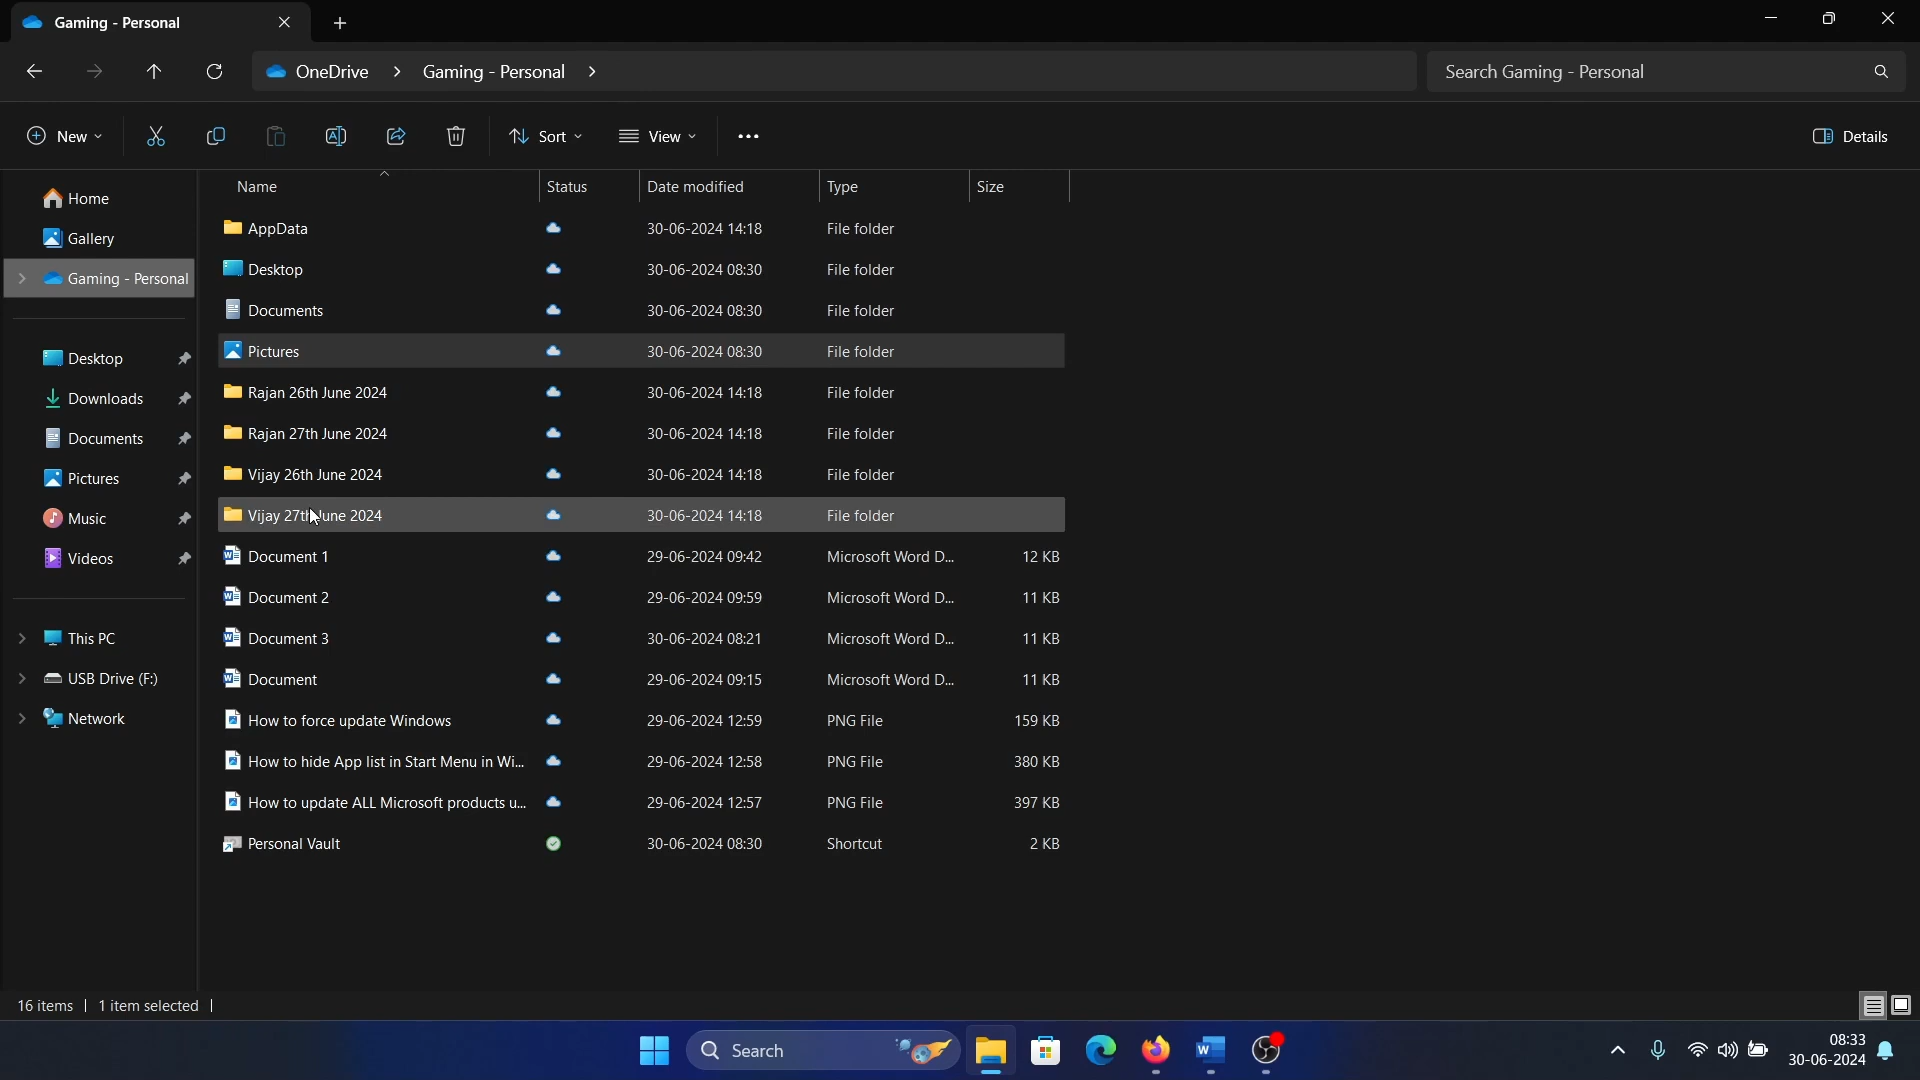 Gaming - Personal
OneDrive > Gaming - Personal >
Search Gaming - Personal
New
Sort
View
Details
Name Status Date modified Type Size
Home
Gallery
Gaming - Personal
Desktop
Downloads
Documents
Pictures
Music
Videos
This PC
USB Drive (F:)
Network
AppData 30-06-2024 14:18 File folder
Desktop 30-06-2024 08:30 File folder
Documents 30-06-2024 08:30 File folder
Pictures 30-06-2024 08:30 File folder
Rajan 26th June 2024 30-06-2024 14:18 File folder
Rajan 27th June 2024 30-06-2024 14:18 File folder
Vijay 26th June 2024 30-06-2024 14:18 File folder
Vijay 27th June 2024 30-06-2024 14:18 File folder
Document 1 29-06-2024 09:42 Microsoft Word D... 12 KB
Document 2 29-06-2024 09:59 Microsoft Word D... 11 KB
Document 3 30-06-2024 08:21 Microsoft Word D... 11 KB
Document 29-06-2024 09:15 Microsoft Word D... 11 KB
How to force update Windows 29-06-2024 12:59 PNG File 159 KB
How to hide App list in Start Menu in Wi... 29-06-2024 12:58 PNG File 380 KB
How to update ALL Microsoft products u... 29-06-2024 12:57 PNG File 397 KB
Personal Vault 30-06-2024 08:30 Shortcut 2 KB
16 items | 1 item selected |
Search
08:33
30-06-2024